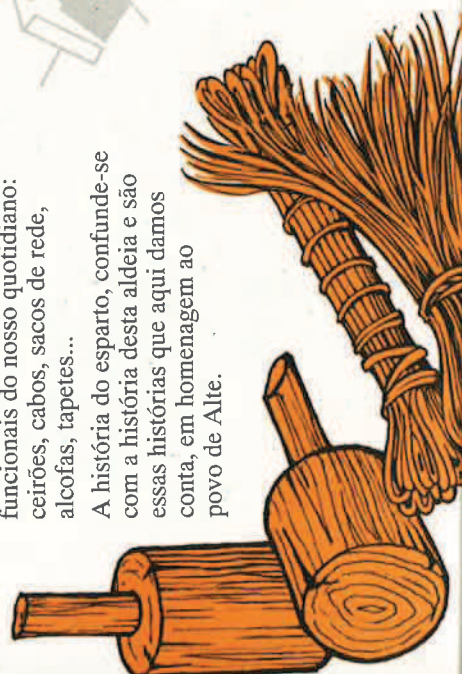 funcionais do nosso quotidiano:
ceirões, cabos, sacos de rede,
alcofas, tapetes...
A história do esparto, confunde-se
com a história desta aldeia e são
essas histórias que aqui damos
conta, em homenagem ao
povo de Alte.